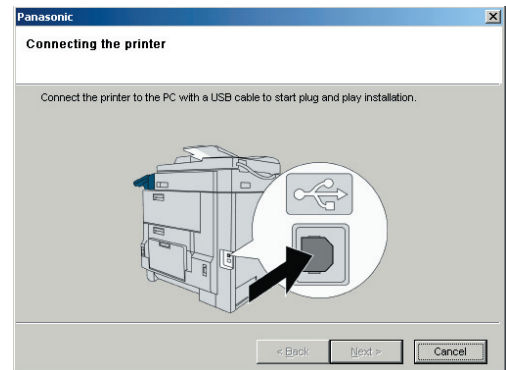 Panasonic
Connecting the printer
Connect the printer to the PC with a USB cable to start plug and play installation.
< Back
Next >
Cancel